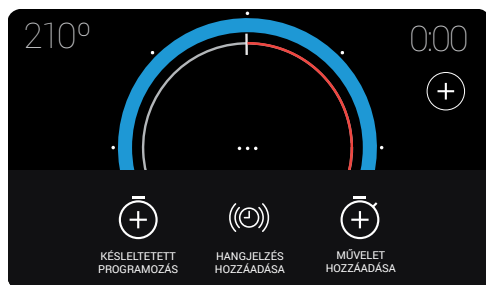 210º
0:00
KÉSLELTETETT
PROGRAMOZÁS
HANGJELZÉS
HOZZÁADÁSA
MŰVELET
HOZZÁADÁSA